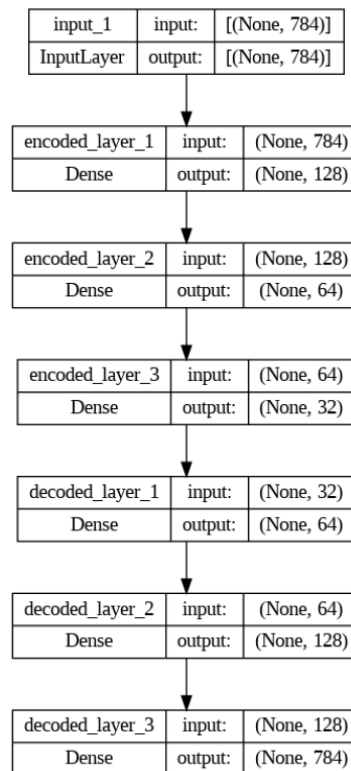 input_1 input: [(None, 784)]
InputLayer output: [(None, 784)]
encoded_layer_1 input: (None, 784)
Dense output: (None, 128)
encoded_layer_2 input: (None, 128)
Dense output: (None, 64)
encoded_layer_3 input: (None, 64)
Dense output: (None, 32)
decoded_layer_1 input: (None, 32)
Dense output: (None, 64)
decoded_layer_2 input: (None, 64)
Dense output: (None, 128)
decoded_layer_3 input: (None, 128)
Dense output: (None, 784)